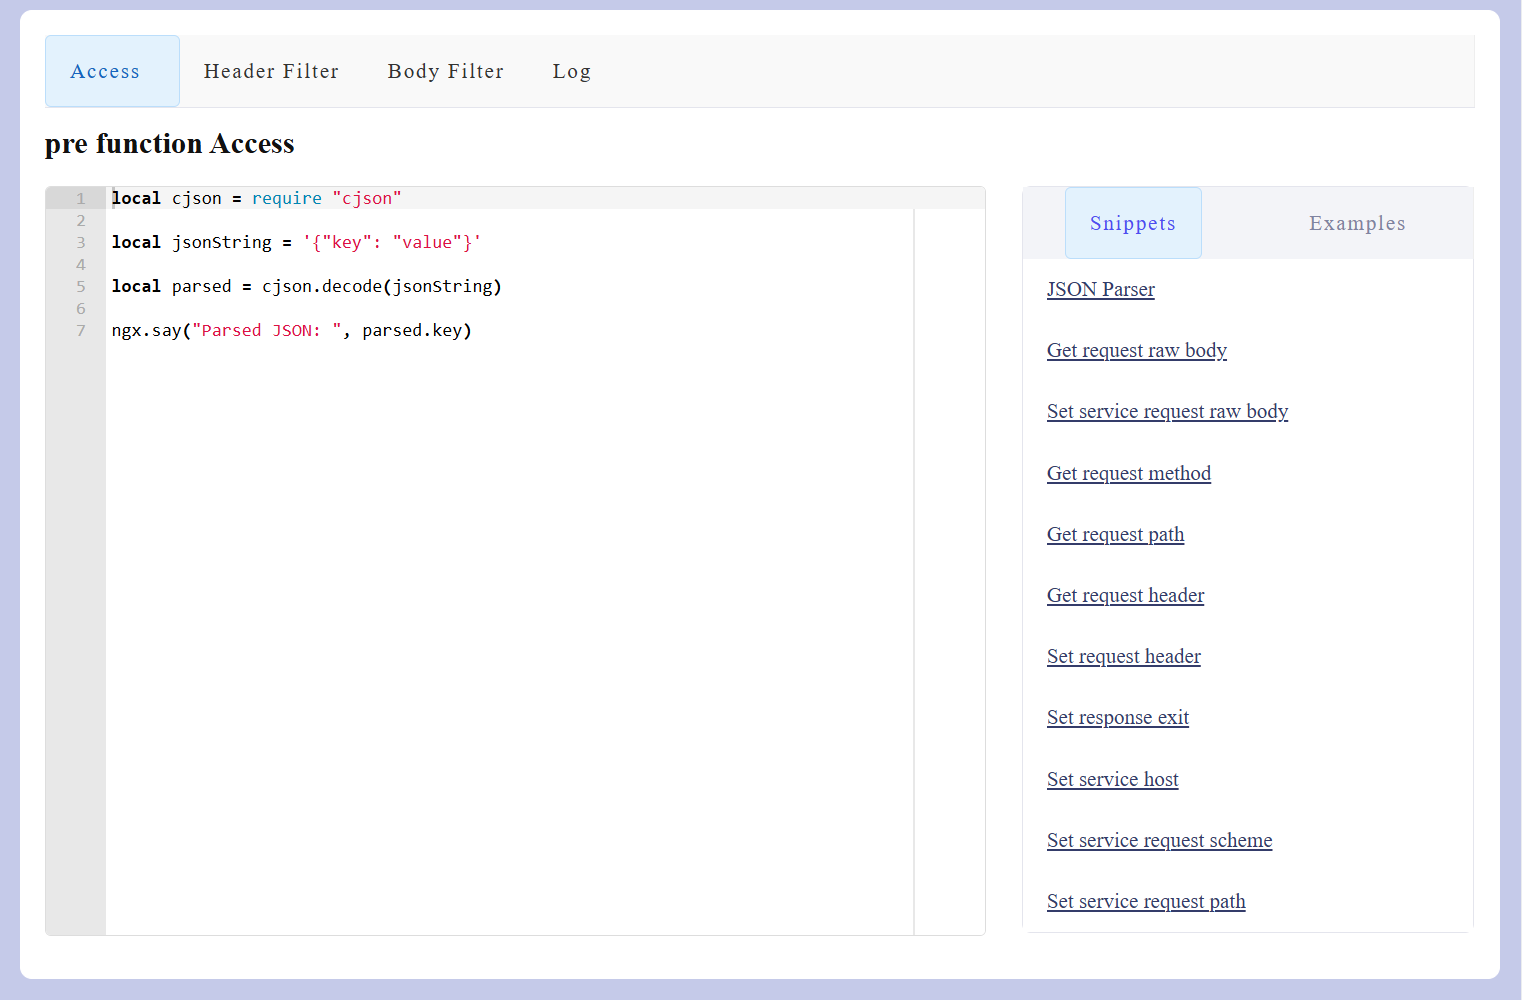 Access Header Filter Body Filter Log
pre function Access
1 local cjson = require "cjson"
2
3 local jsonString = '{"key": "value"}'
4
5 local parsed = cjson.decode(jsonString)
6
7 ngx.say("Parsed JSON: ", parsed.key)
Snippets Examples
JSON Parser
Get request raw body
Set service request raw body
Get request method
Get request path
Get request header
Set request header
Set response exit
Set service host
Set service request scheme
Set service request path